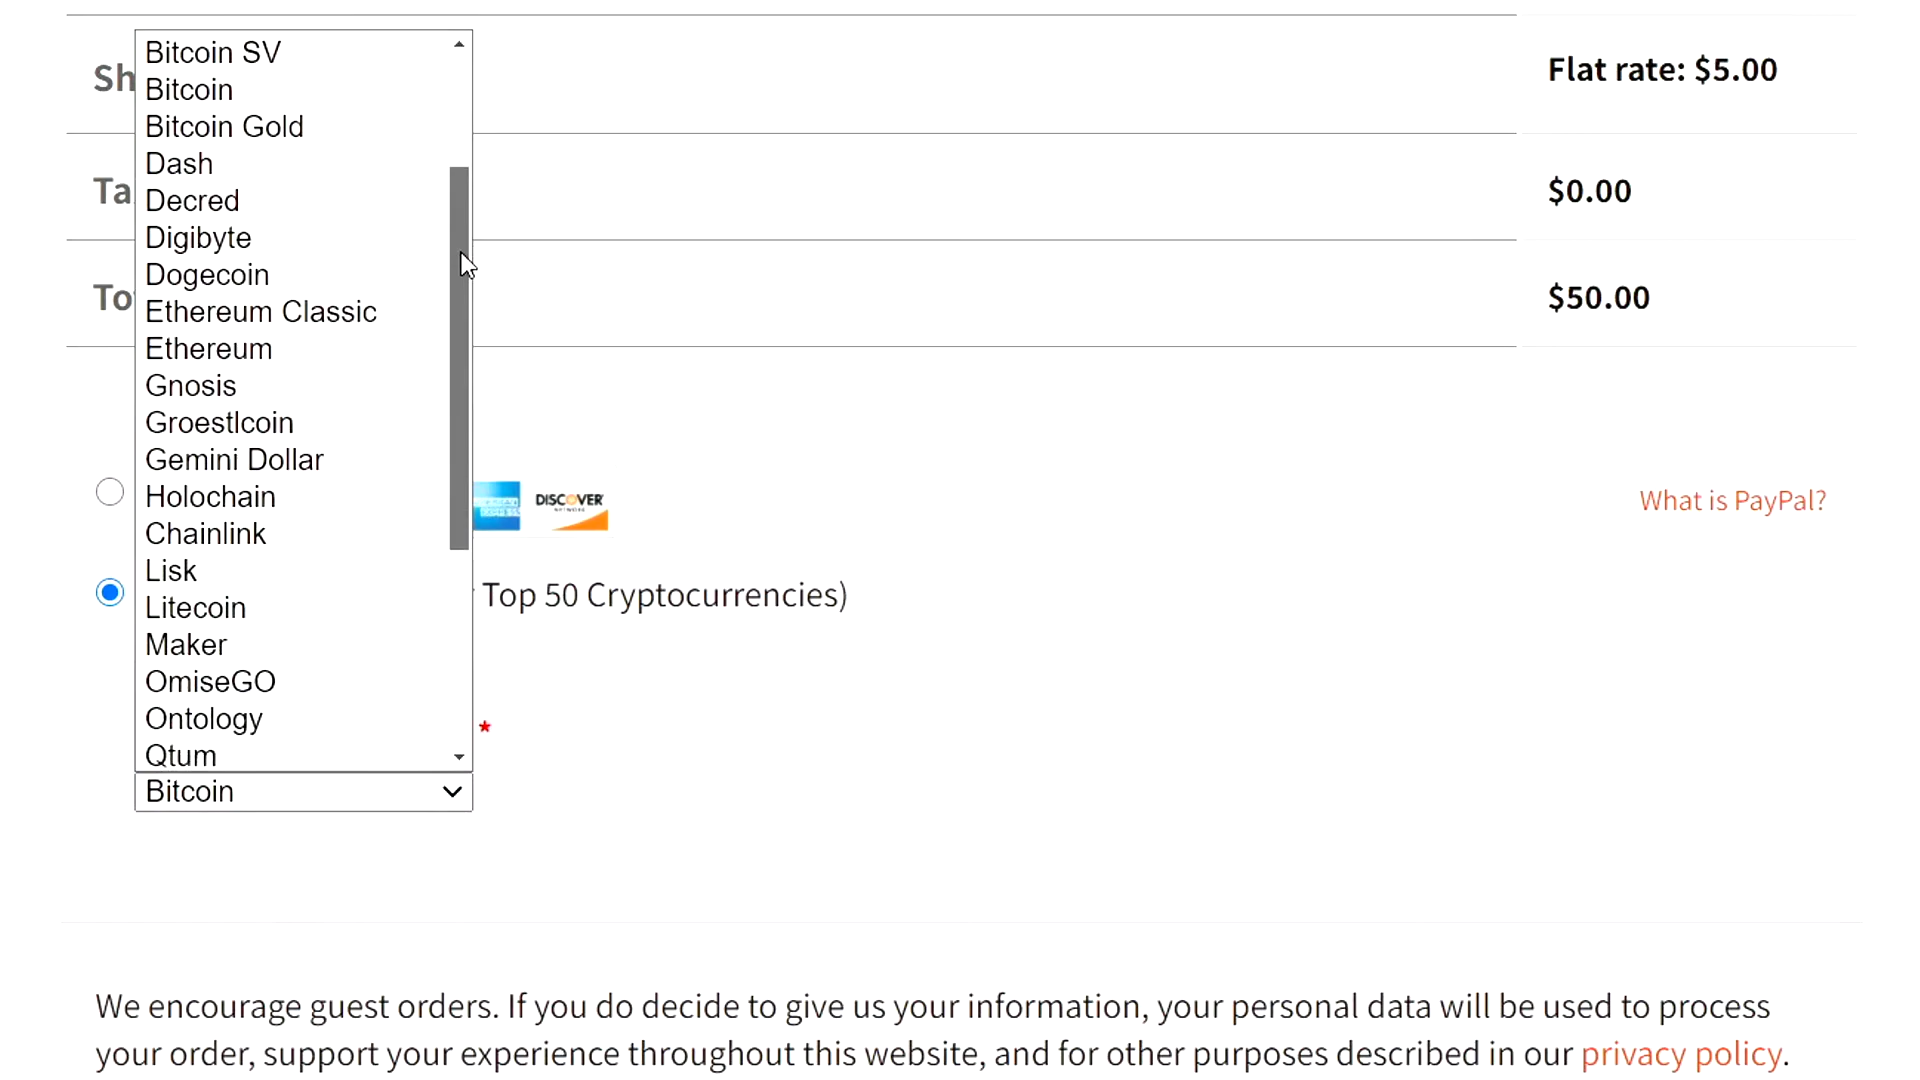 Bitcoin SV
Sh
Flat rate: $5.00
Bitcoin
Bitcoin Gold
Dash
Ta
$0.00
Decred
Digibyte
Dogecoin
To
$50.00
Ethereum Classic
Ethereum
Gnosis
Groestlcoin
Gemini Dollar
Holochain
DISCOVER
NETWORK
What is PayPal?
Chainlink
Lisk
Top 50 Cryptocurrencies)
Litecoin
Maker
OmiseGO
Ontology
*
Qtum
Bitcoin
We encourage guest orders. If you do decide to give us your information, your personal data will be used to process
your order, support your experience throughout this website, and for other purposes described in our privacy policy.